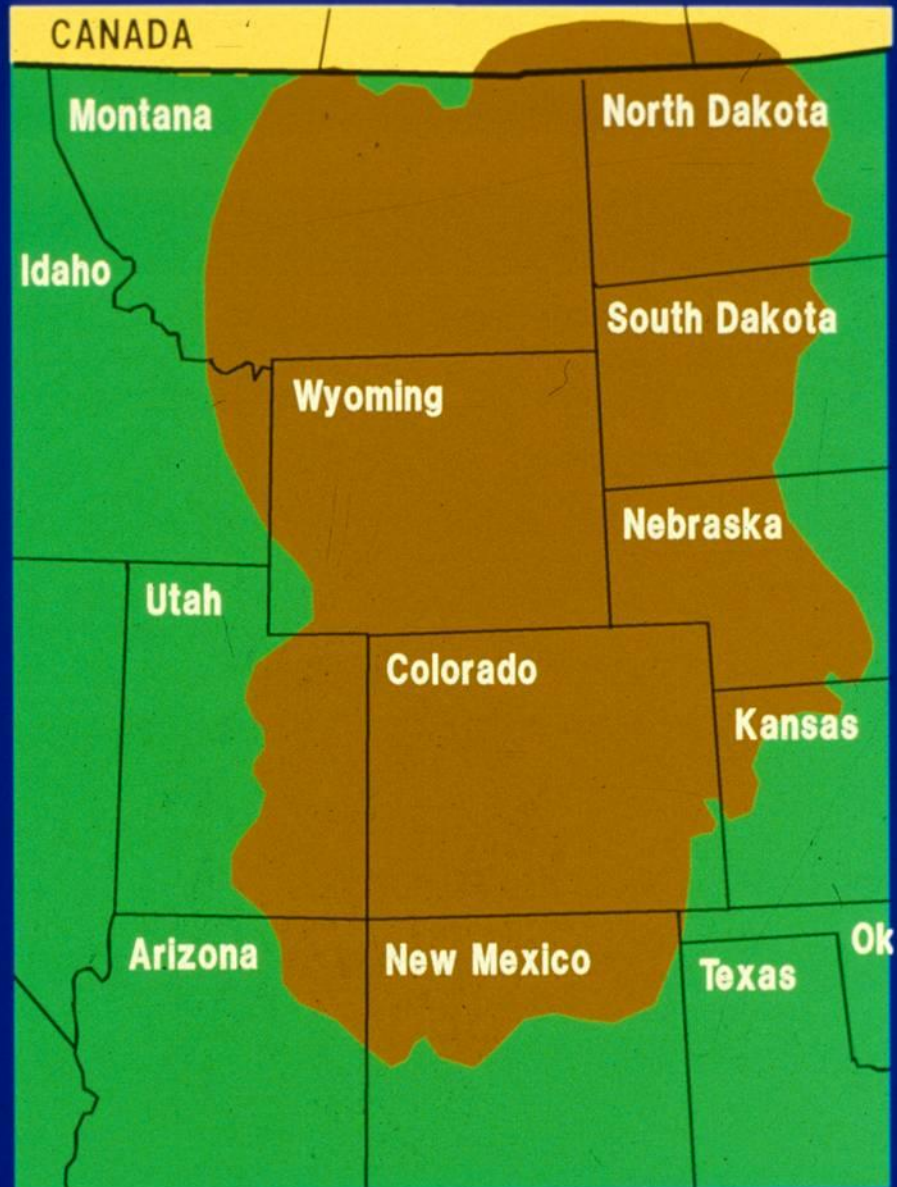 CANADA
Montana
North Dakota
Idaho
South Dakota
Wyoming
Nebraska
Utah
Colorado
Kansas
Arizona
New Mexico
Ok
Texas